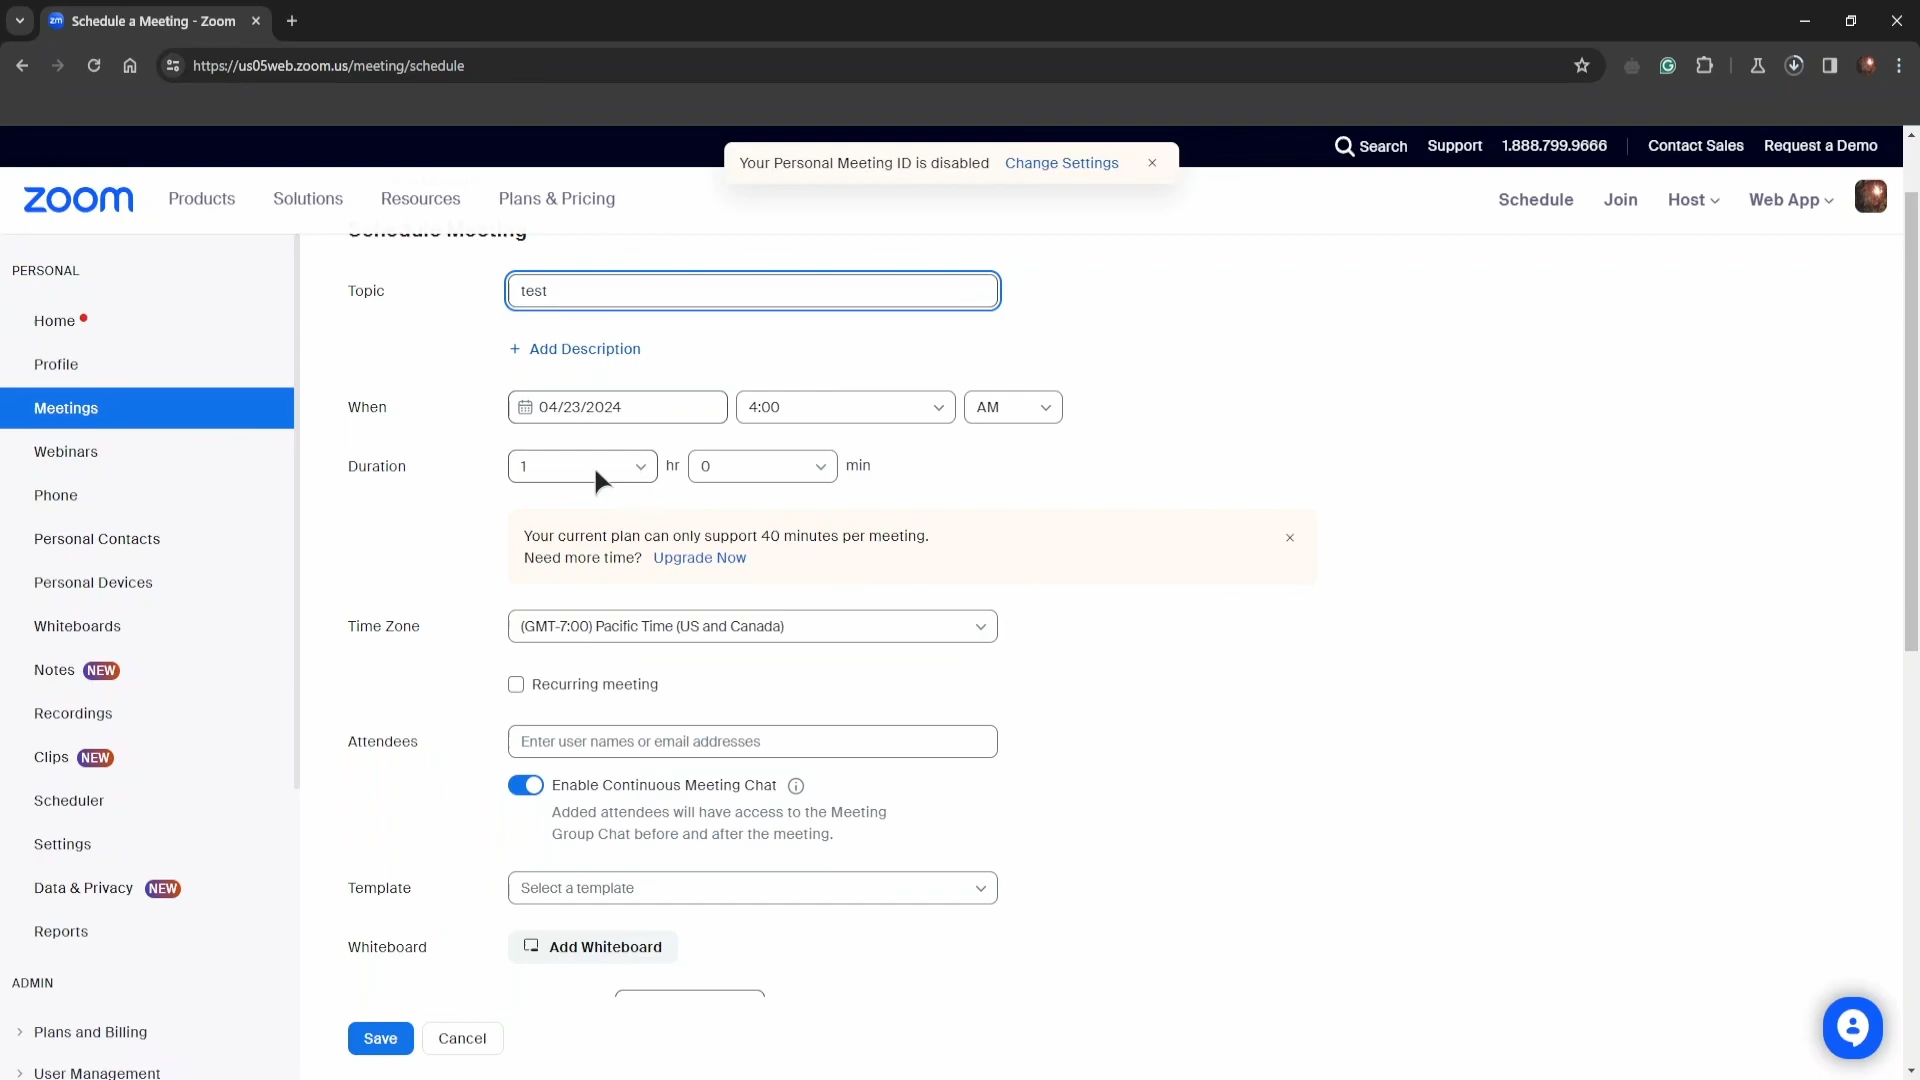 zm Schedule a Meeting - Zoom
https://us05web.zoom.us/meeting/schedule
Search Support 1.888.799.9666 Contact Sales Request a Demo
Your Personal Meeting ID is disabled Change Settings
zoom Products Solutions Resources Plans & Pricing Schedule Join Host Web App
Schedule Meeting
PERSONAL
Home
Profile
Meetings
Webinars
Phone
Personal Contacts
Personal Devices
Whiteboards
Notes NEW
Recordings
Clips NEW
Scheduler
Settings
Data & Privacy NEW
Reports
ADMIN
Plans and Billing
User Management
Topic test
+ Add Description
When 04/23/2024 4:00 AM
Duration 1 hr 0 min
Your current plan can only support 40 minutes per meeting.
Need more time? Upgrade Now
Time Zone (GMT-7:00) Pacific Time (US and Canada)
Recurring meeting
Attendees Enter user names or email addresses
Enable Continuous Meeting Chat
Added attendees will have access to the Meeting
Group Chat before and after the meeting.
Template Select a template
Whiteboard Add Whiteboard
Save Cancel